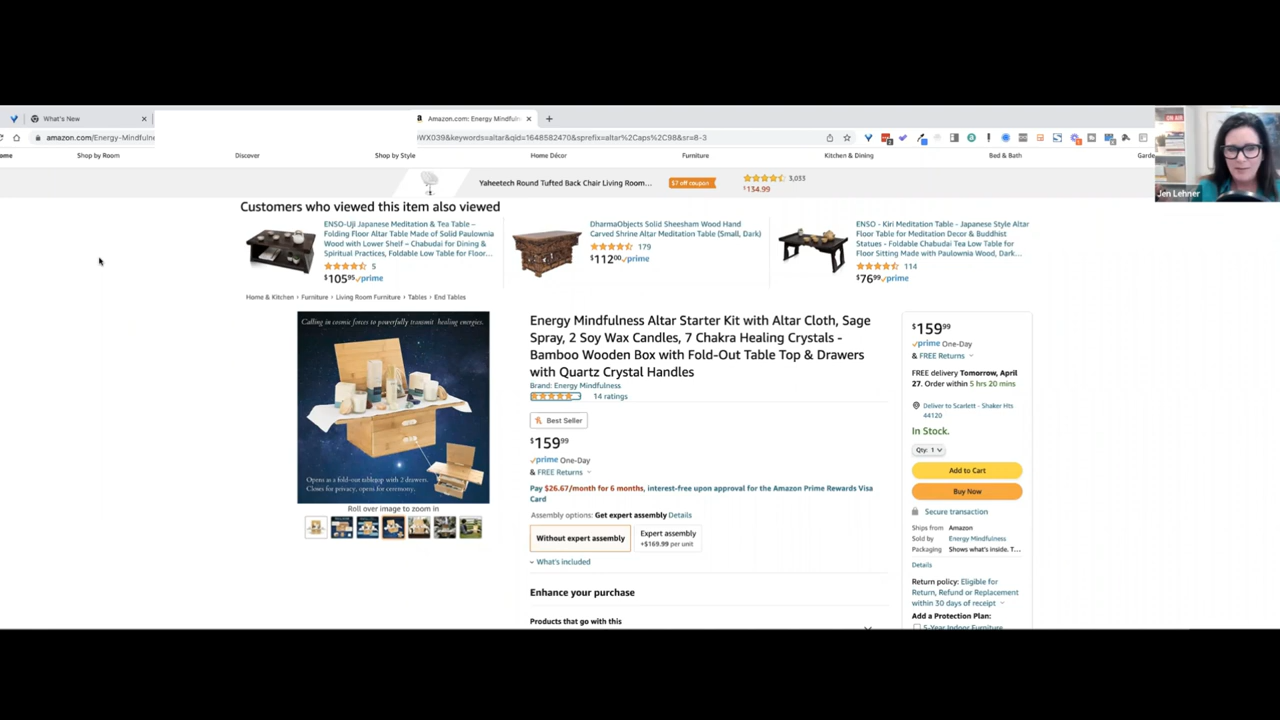 What's New
Amazon.com: Energy Mindfuln
amazon.com/Energy-Mindfulne
WX039&keywords=altar&qid=1648582470&sprefix=altar%2Caps%2C98&sr=8-3
ON AIR
ome
Shop by Room
Discover
Shop by Style
Home Décor
Furniture
Kitchen & Dining
Bed & Bath
Garde
Yaheetech Round Tufted Back Chair Living Room...
$7 off coupon
3,033
$134.99
Jen Lehner
Customers who viewed this item also viewed
ENSO-Uji Japanese Meditation & Tea Table –
Folding Floor Altar Table Made of Solid Paulownia
Wood with Lower Shelf – Chabudai for Dining &
Spiritual Practices, Foldable Low Table for Floor...
5
$105.95 prime
DharmaObjects Solid Sheesham Wood Hand
Carved Shrine Altar Meditation Table (Small, Dark)
179
$112.00 prime
ENSO - Kiri Meditation Table - Japanese Style Altar
Floor Table for Meditation Decor & Buddhist
Statues - Foldable Chabudai Tea Low Table for
Floor Sitting Made with Paulownia Wood, Dark...
114
$76.99 prime
Home & Kitchen › Furniture › Living Room Furniture › Tables › End Tables
Calling in cosmic forces to powerfully transmit healing energies.
Opens as a fold-out tabletop with 2 drawers.
Closes for privacy, opens for ceremony.
Roll over image to zoom in
Energy Mindfulness Altar Starter Kit with Altar Cloth, Sage
Spray, 2 Soy Wax Candles, 7 Chakra Healing Crystals -
Bamboo Wooden Box with Fold-Out Table Top & Drawers
with Quartz Crystal Handles
Brand: Energy Mindfulness
14 ratings
Best Seller
$159.99
prime One-Day
& FREE Returns
Pay $26.67/month for 6 months, interest-free upon approval for the Amazon Prime Rewards Visa
Card
Assembly options: Get expert assembly Details
Without expert assembly
Expert assembly
+$169.99 per unit
What's included
Enhance your purchase
Products that go with this
$159.99
prime One-Day
& FREE Returns
FREE delivery Tomorrow, April
27. Order within 5 hrs 20 mins
Deliver to Scarlett - Shaker Hts
44120
In Stock.
Qty: 1
Add to Cart
Buy Now
Secure transaction
Ships from Amazon
Sold by Energy Mindfulness
Packaging Shows what's inside. T...
Details
Return policy: Eligible for
Return, Refund or Replacement
within 30 days of receipt
Add a Protection Plan:
5-Year Indoor Furniture